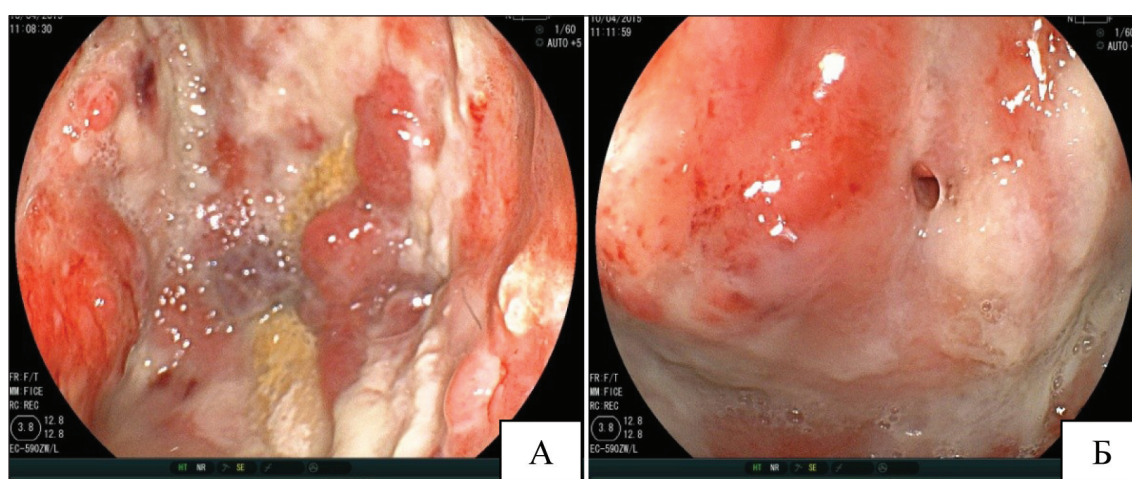 10/04/2015
11:08:30
N F
1/60
AUTO +5
FR:F/T
MM:FICE
RC:REC
3.8
12.8
12.8
EC-590ZW/L
HT NR SE
А
10/04/2015
11:11:59
N F
1/60
AUTO
FR:F/T
MM:FICE
RC:REC
3.8
12.8
12.8
EC-590ZW/L
HT NR SE
Б